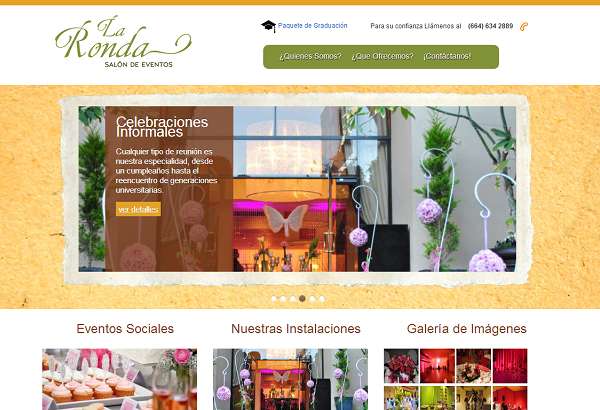 La
Ronda
SALÓN DE EVENTOS
Paquete de Graduación
Para su confianza Llámenos al (664) 634 2889
¿Quienes Somos? ¿Que Ofrecemos? ¡Contáctanos!
Celebraciones
Informales
Cualquier tipo de reunión es
nuestra especialidad, desde
un cumpleaños hasta el
reencuentro de generaciones
universitarias.
ver detalles
Eventos Sociales
Nuestras Instalaciones
Galería de Imágenes